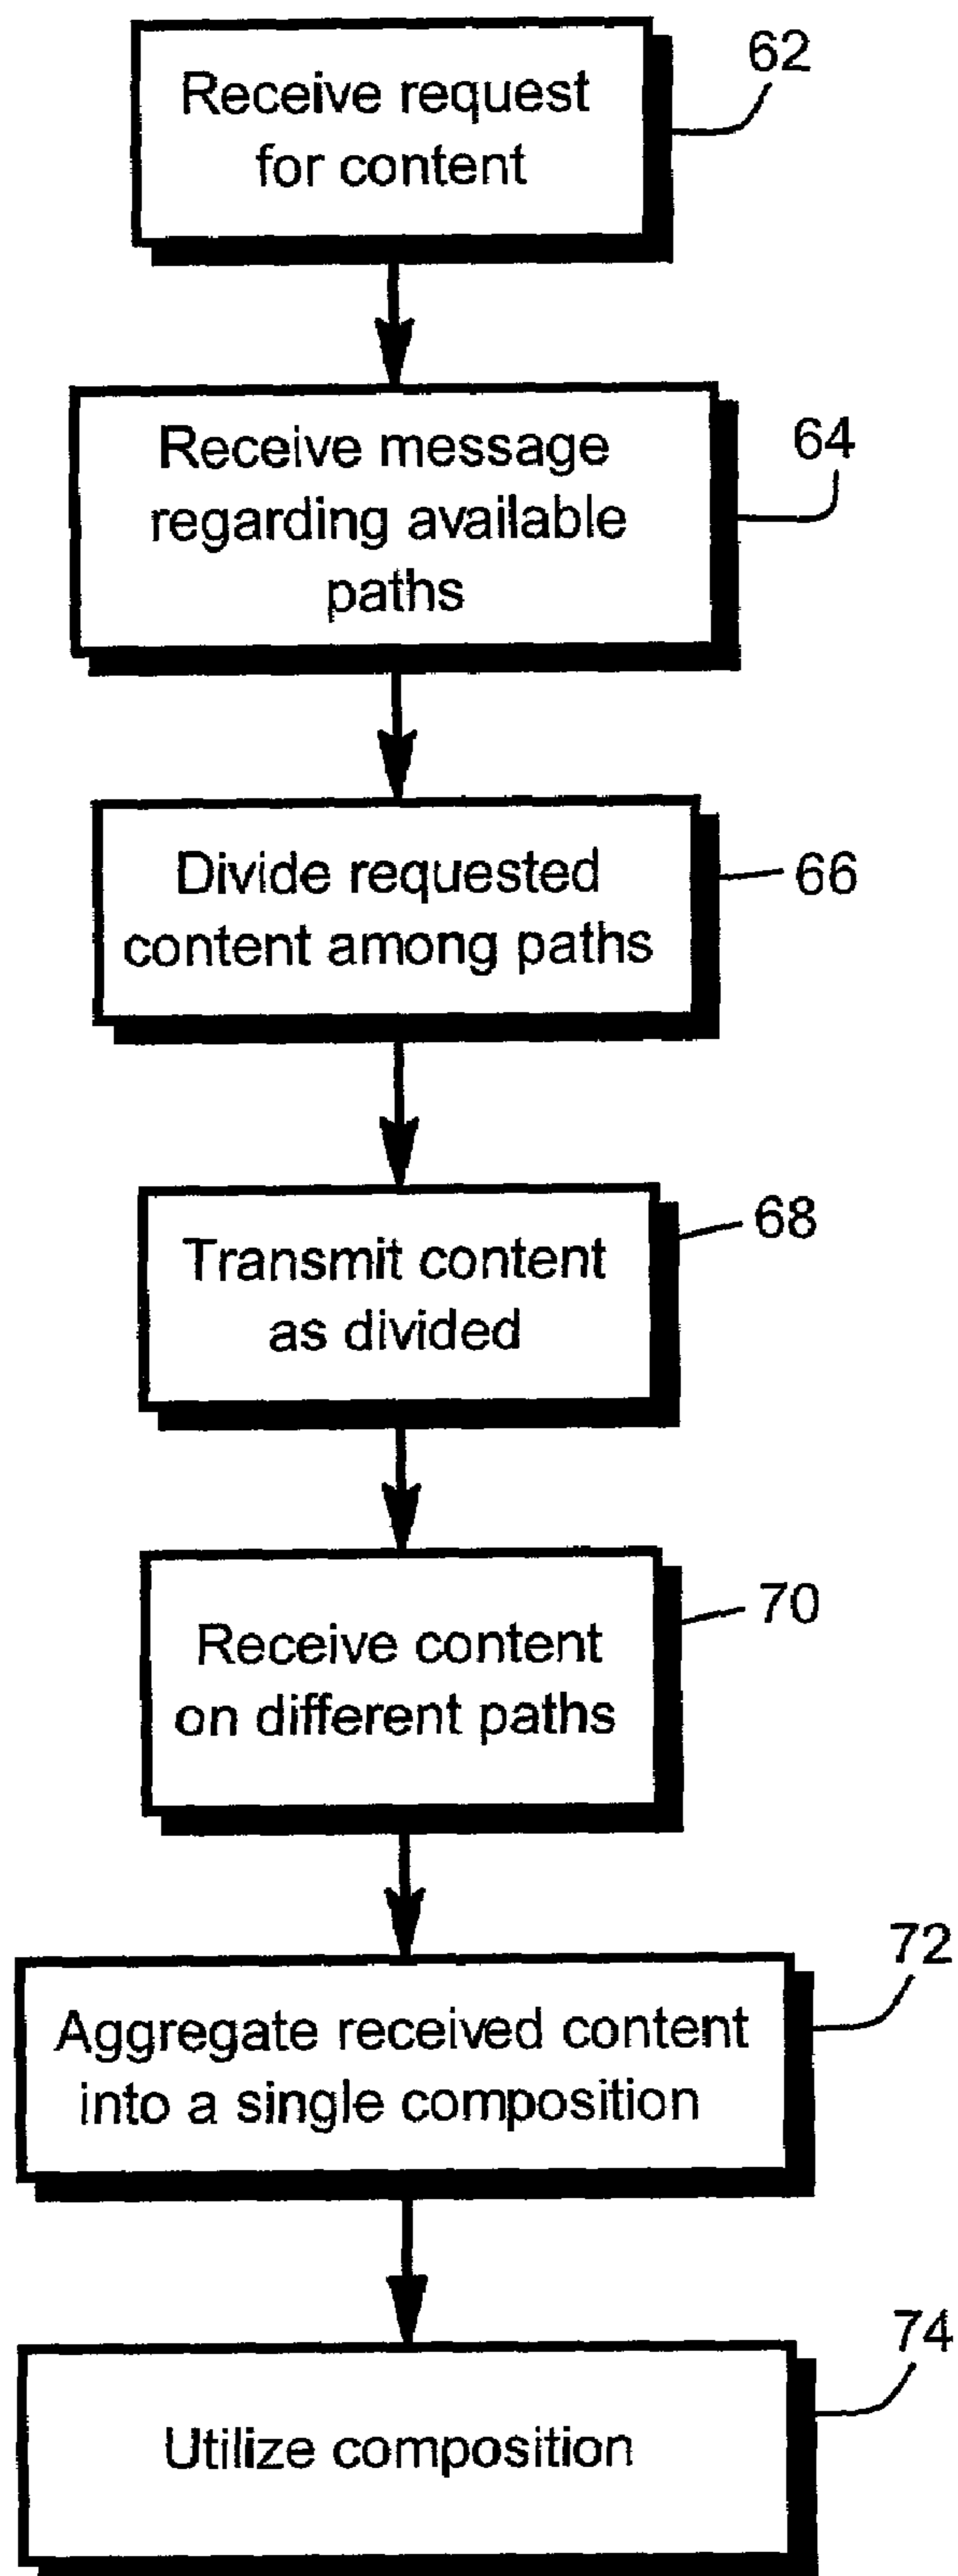 62
Receive request
for content
64
Receive message
regarding available
paths
66
Divide requested
content among paths
68
Transmit content
as divided
70
Receive content
on different paths
72
Aggregate received content
into a single composition
74
Utilize composition